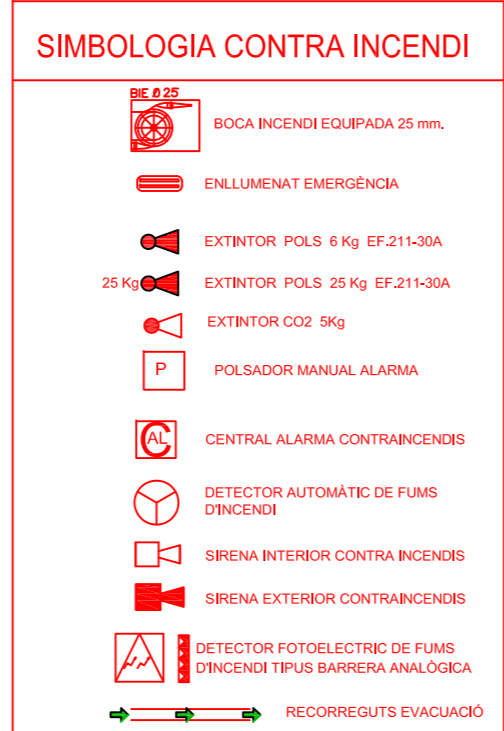 SIMBOLOGIA CONTRA INCENDI
BIE Ø 25
BOCA INCENDI EQUIPADA 25 mm.
ENLLUMENAT EMERGÈNCIA
EXTINTOR POLS 6 Kg EF.211-30A
25 Kg EXTINTOR POLS 25 Kg EF.211-30A
EXTINTOR CO2 5Kg
P POLSADOR MANUAL ALARMA
C AL CENTRAL ALARMA CONTRAINCENDIS
DETECTOR AUTOMÀTIC DE FUMS
D'INCENDI
SIRENA INTERIOR CONTRA INCENDIS
SIRENA EXTERIOR CONTRAINCENDIS
DETECTOR FOTOELECTRIC DE FUMS
D'INCENDI TIPUS BARRERA ANALÒGICA
RECORREGUTS EVACUACIÓ